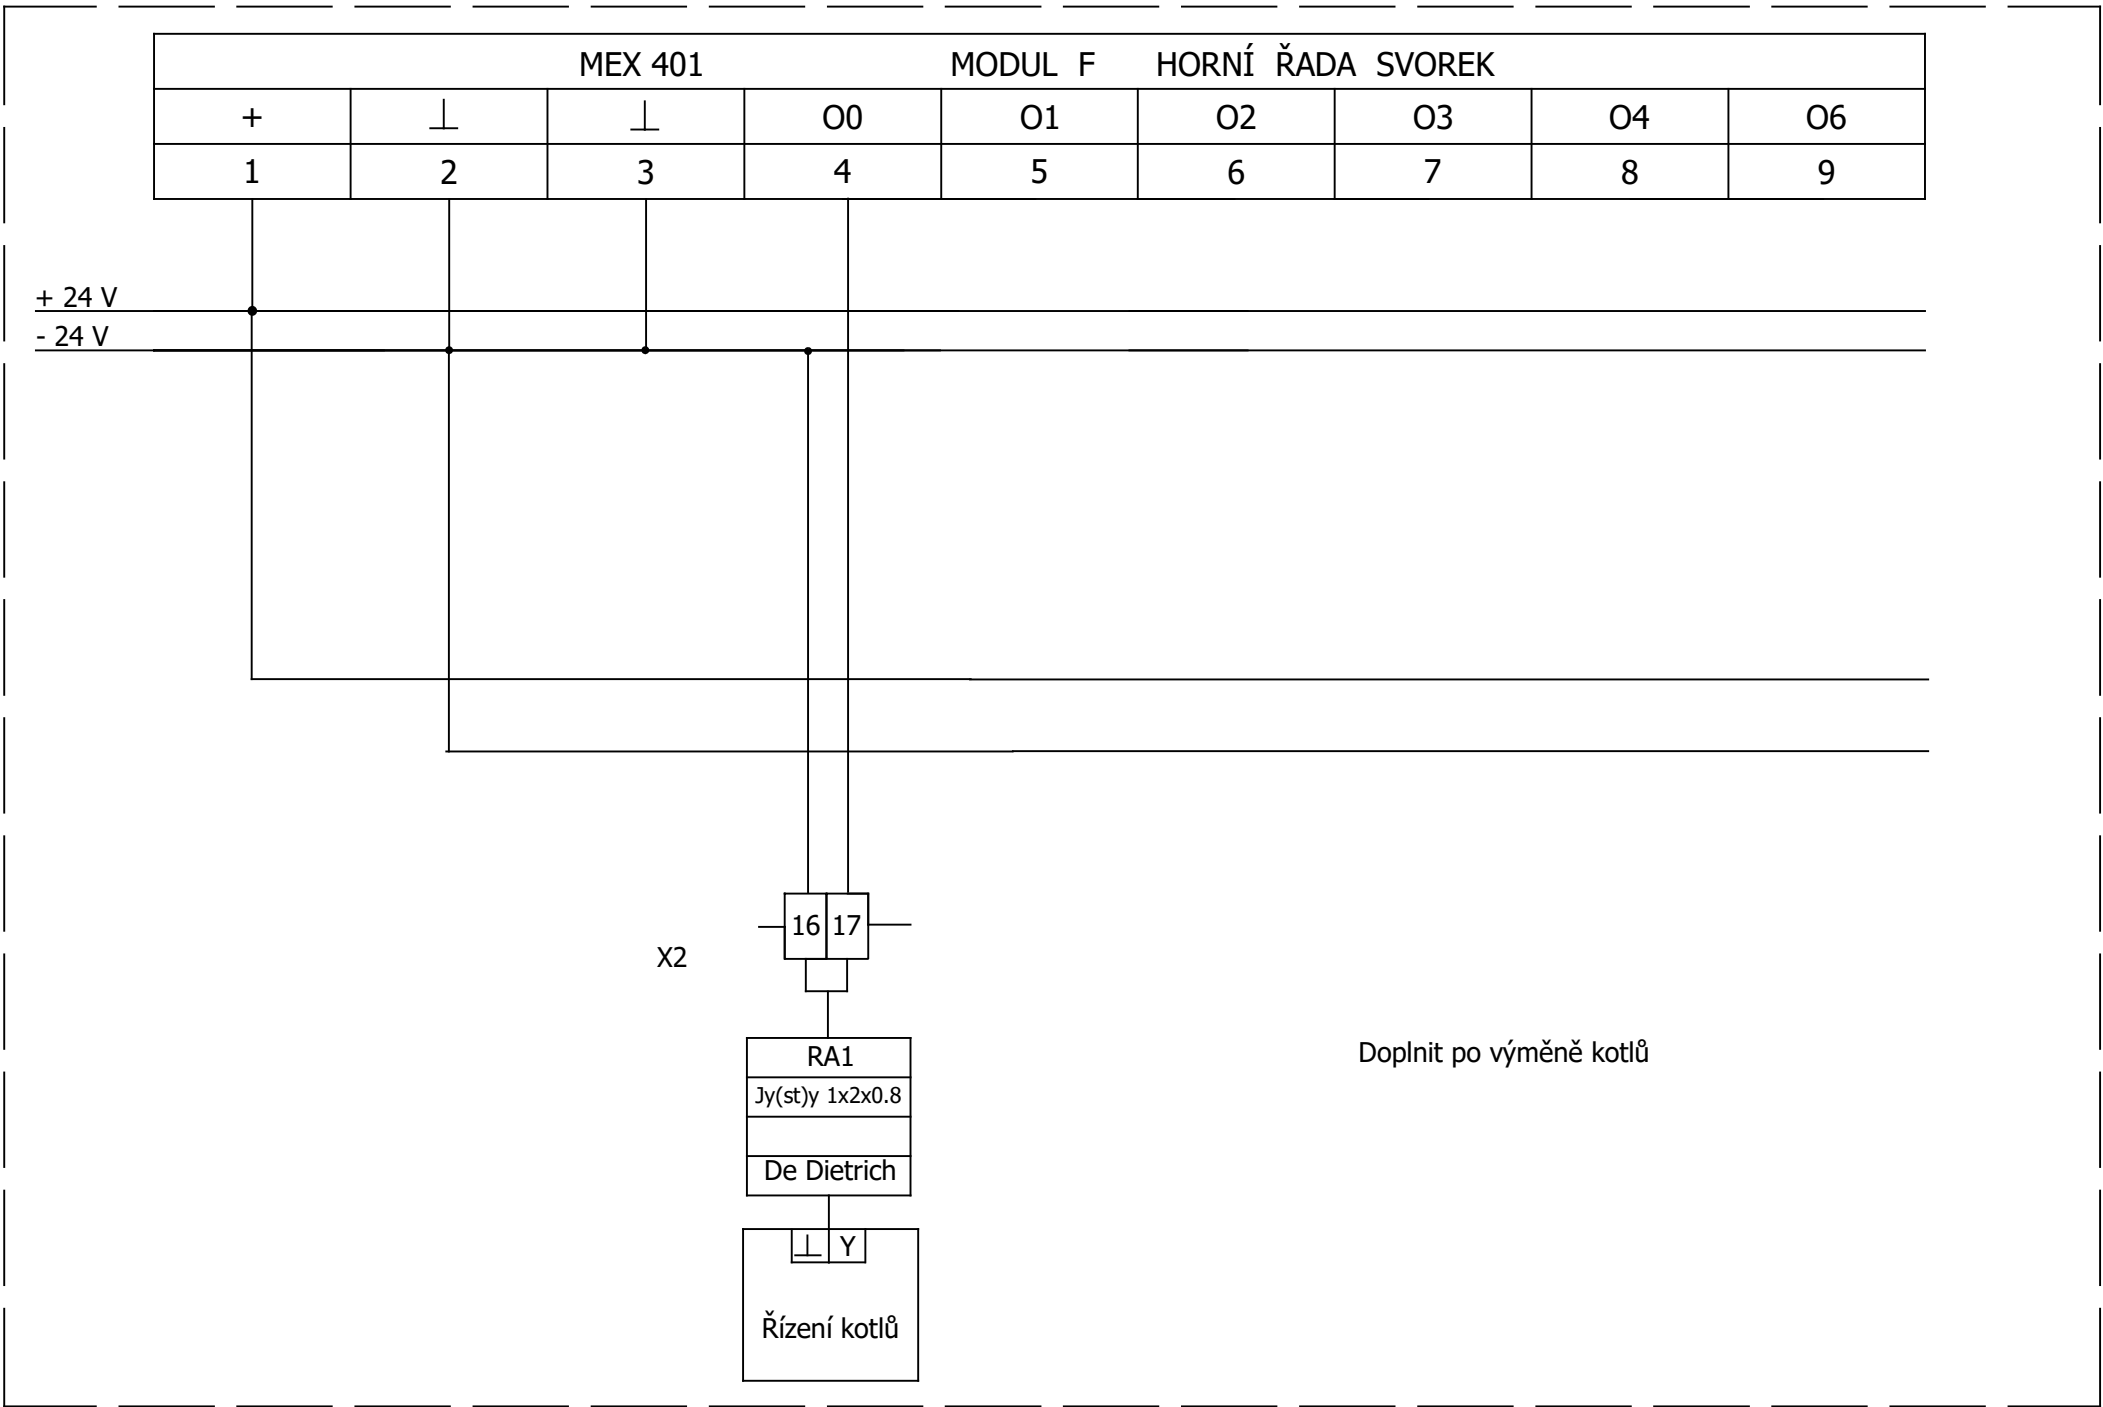 MEX 401 MODUL F HORNÍ ŘADA SVOREK
+ ⊥ ⊥ O0 O1 O2 O3 O4 O6
1 2 3 4 5 6 7 8 9
+ 24 V
- 24 V
16 17
X2
RA1
Doplnit po výměně kotlů
Jy(st)y 1x2x0.8
De Dietrich
⊥ Y
Řízení kotlů